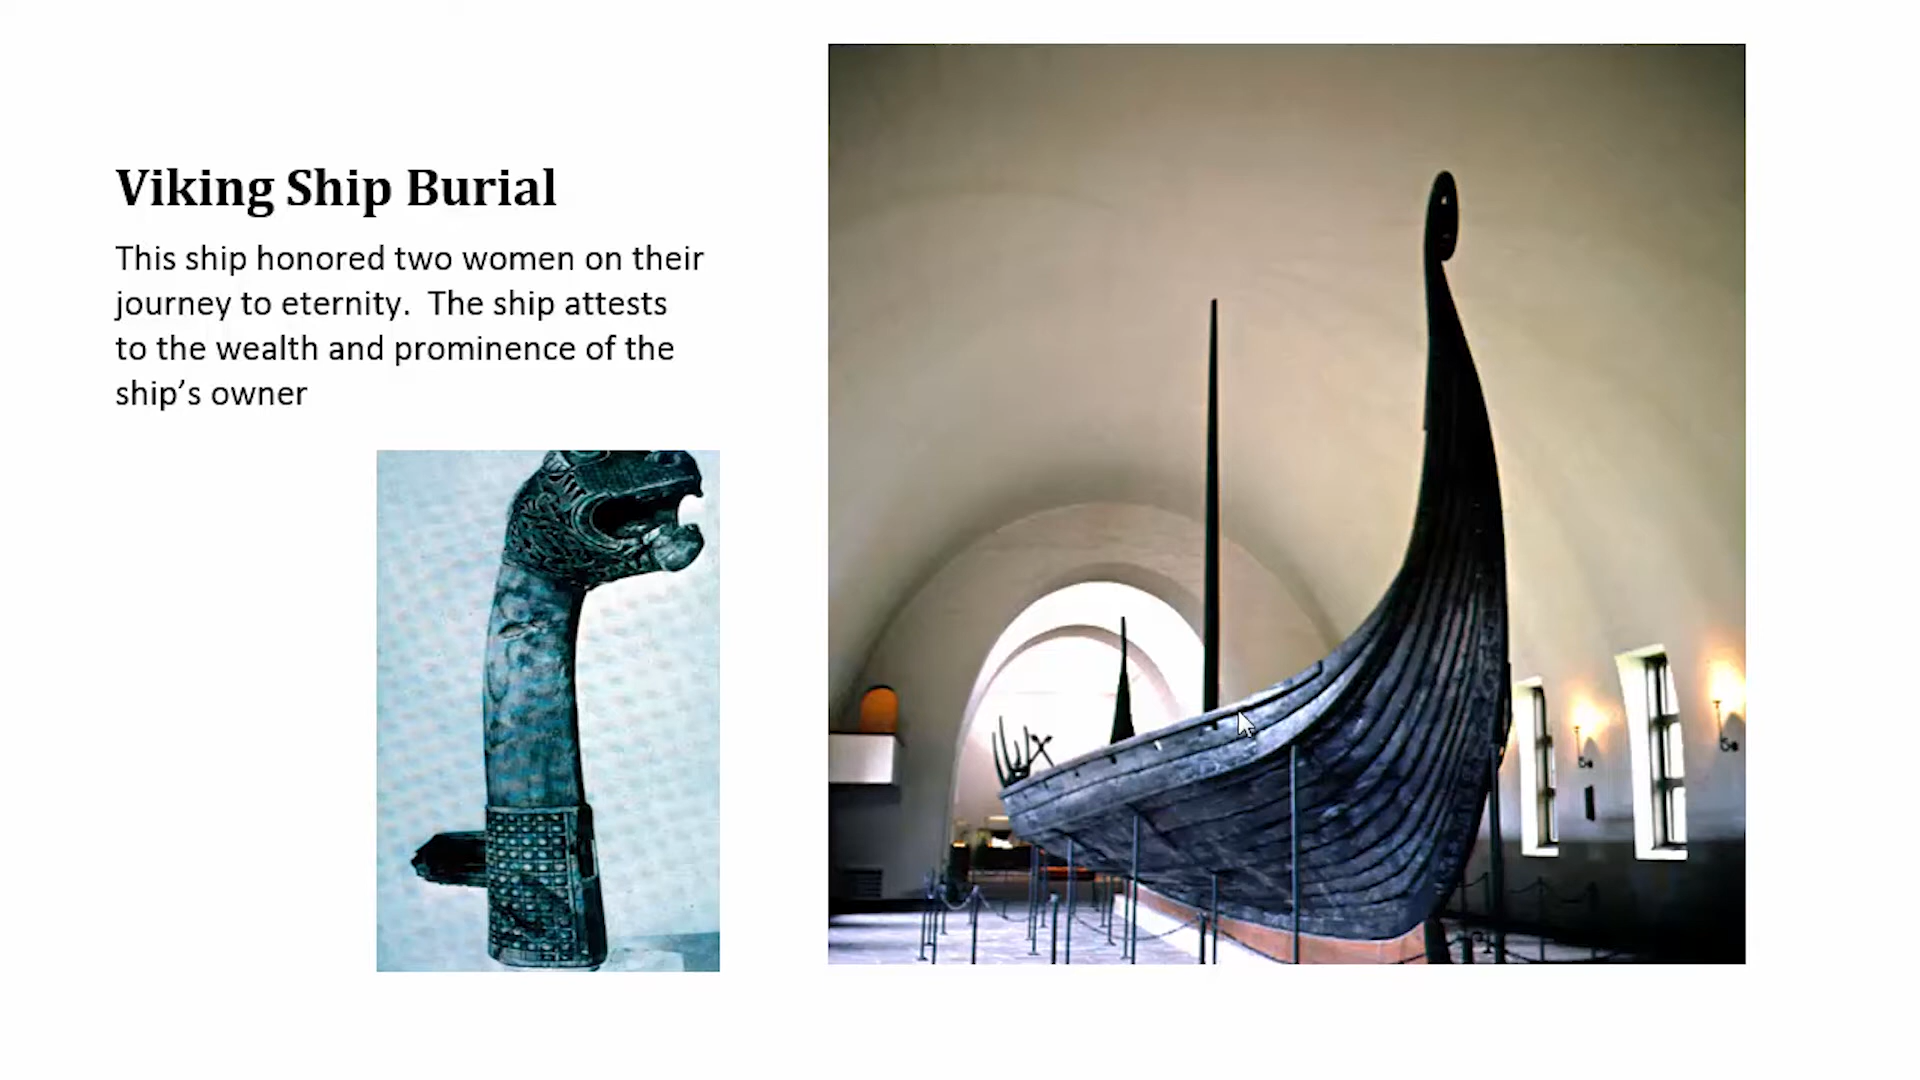 Viking Ship Burial
This ship honored two women on their
journey to eternity.  The ship attests
to the wealth and prominence of the
ship’s owner